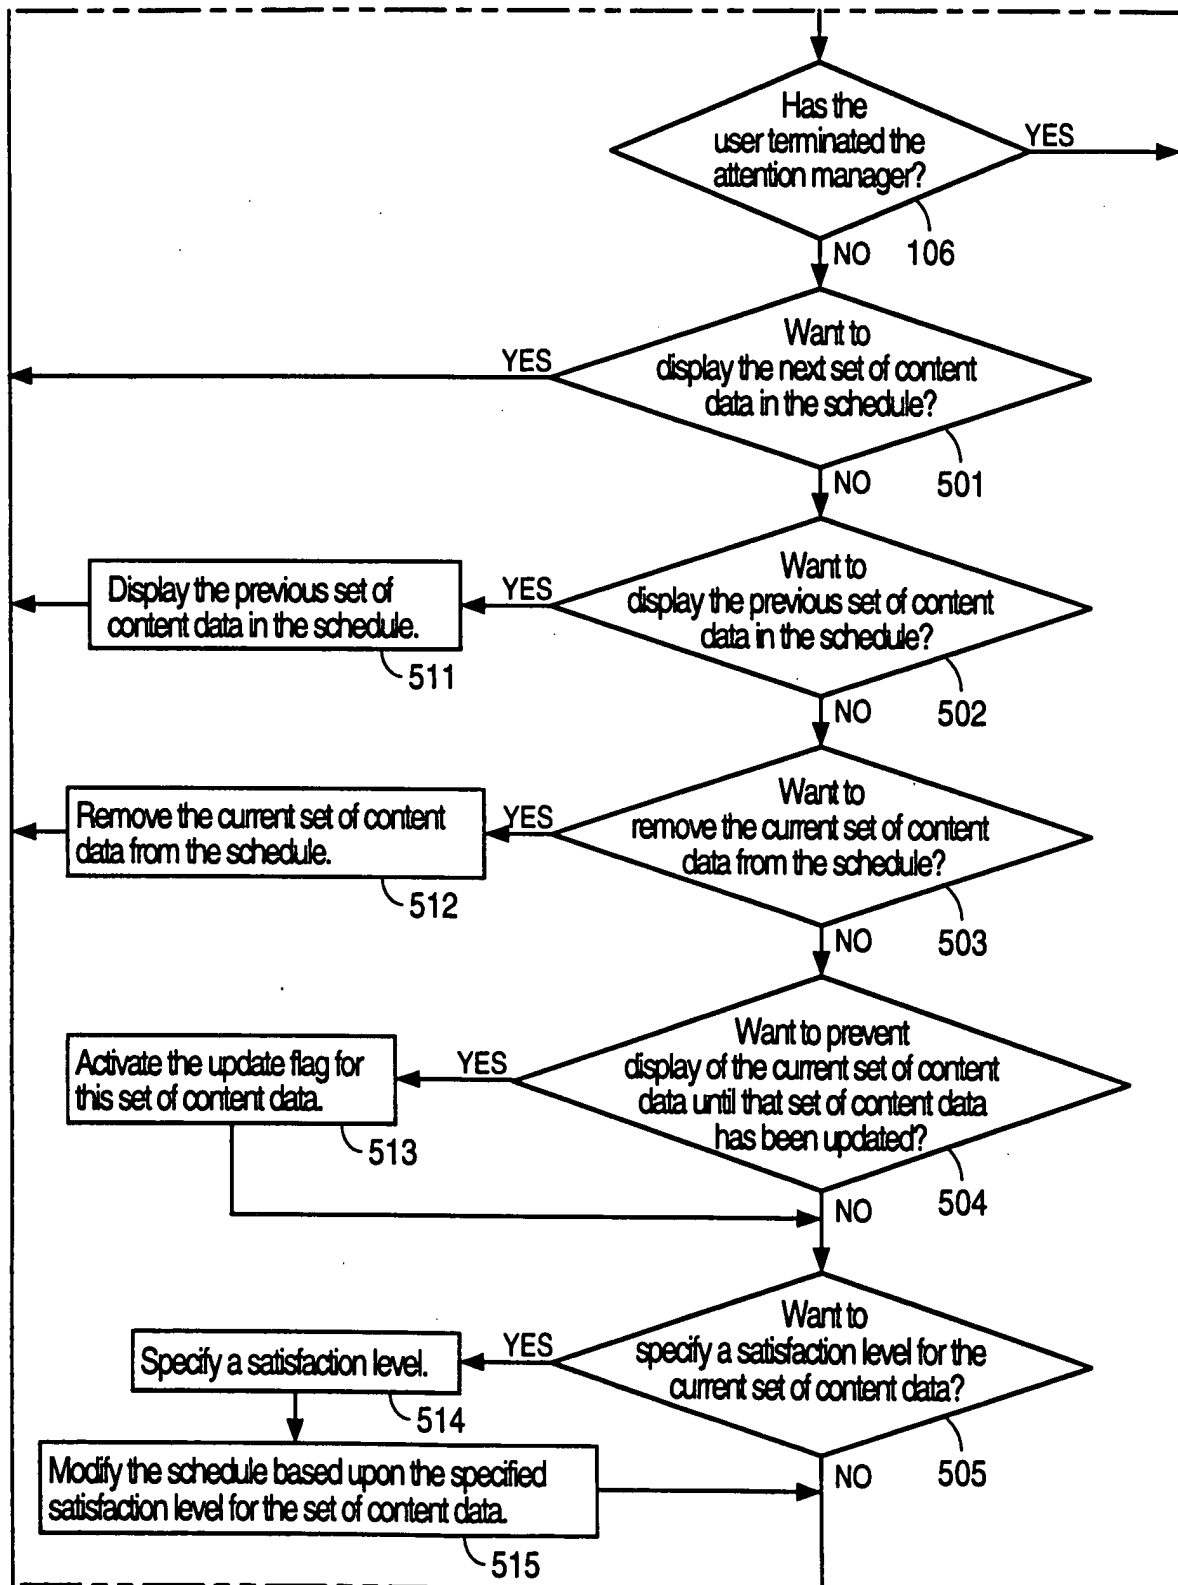 Has the
user terminated the
attention manager?
YES
NO
106
Want to
display the next set of content
data in the schedule?
YES
NO
501
Want to
display the previous set of content
data in the schedule?
YES
Display the previous set of
content data in the schedule.
511
NO
502
Want to
remove the current set of content
data from the schedule?
YES
Remove the current set of content
data from the schedule.
512
NO
503
Want to prevent
display of the current set of content
data until that set of content data
has been updated?
YES
Activate the update flag for
this set of content data.
513
NO
504
Want to
specify a satisfaction level for the
current set of content data?
YES
Specify a satisfaction level.
514
NO
505
Modify the schedule based upon the specified
satisfaction level for the set of content data.
515